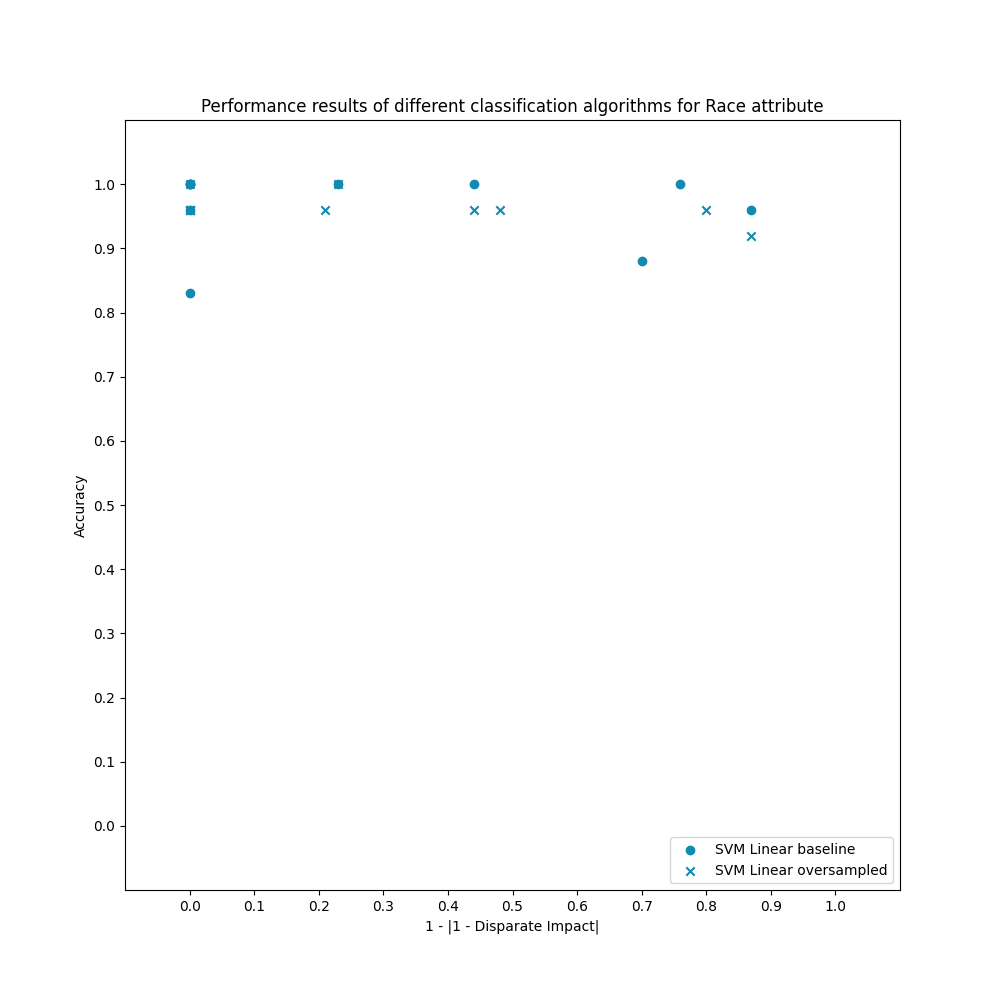 Performance results of different classification algorithms for Race attribute
1.0
0.9
0.8
0.7
0.6
0.5
0.4
0.3
0.2
0.1
0.0
Accuracy
SVM Linear baseline
SVM Linear oversampled
0.0 0.1 0.2 0.3 0.4 0.5 0.6 0.7 0.8 0.9 1.0
1 - |1 - Disparate Impact|